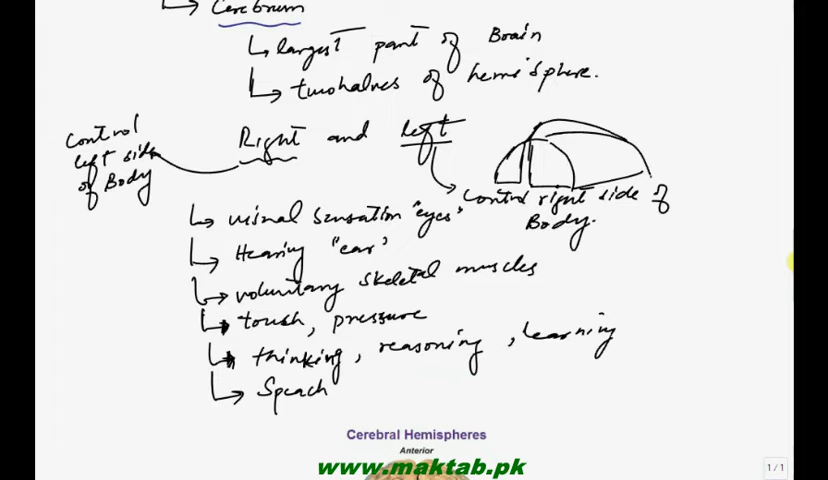 Cerebrum
largest part of Brain
two halves of hemisphere.
Right and left
Control left side of Body
Control right side of Body.
visual sensation "eyes"
Hearing "ear"
voluntary skeletal muscles
touch, pressure
thinking, reasoning, learning
Speach
Cerebral Hemispheres
Anterior
www.maktab.pk
1/1